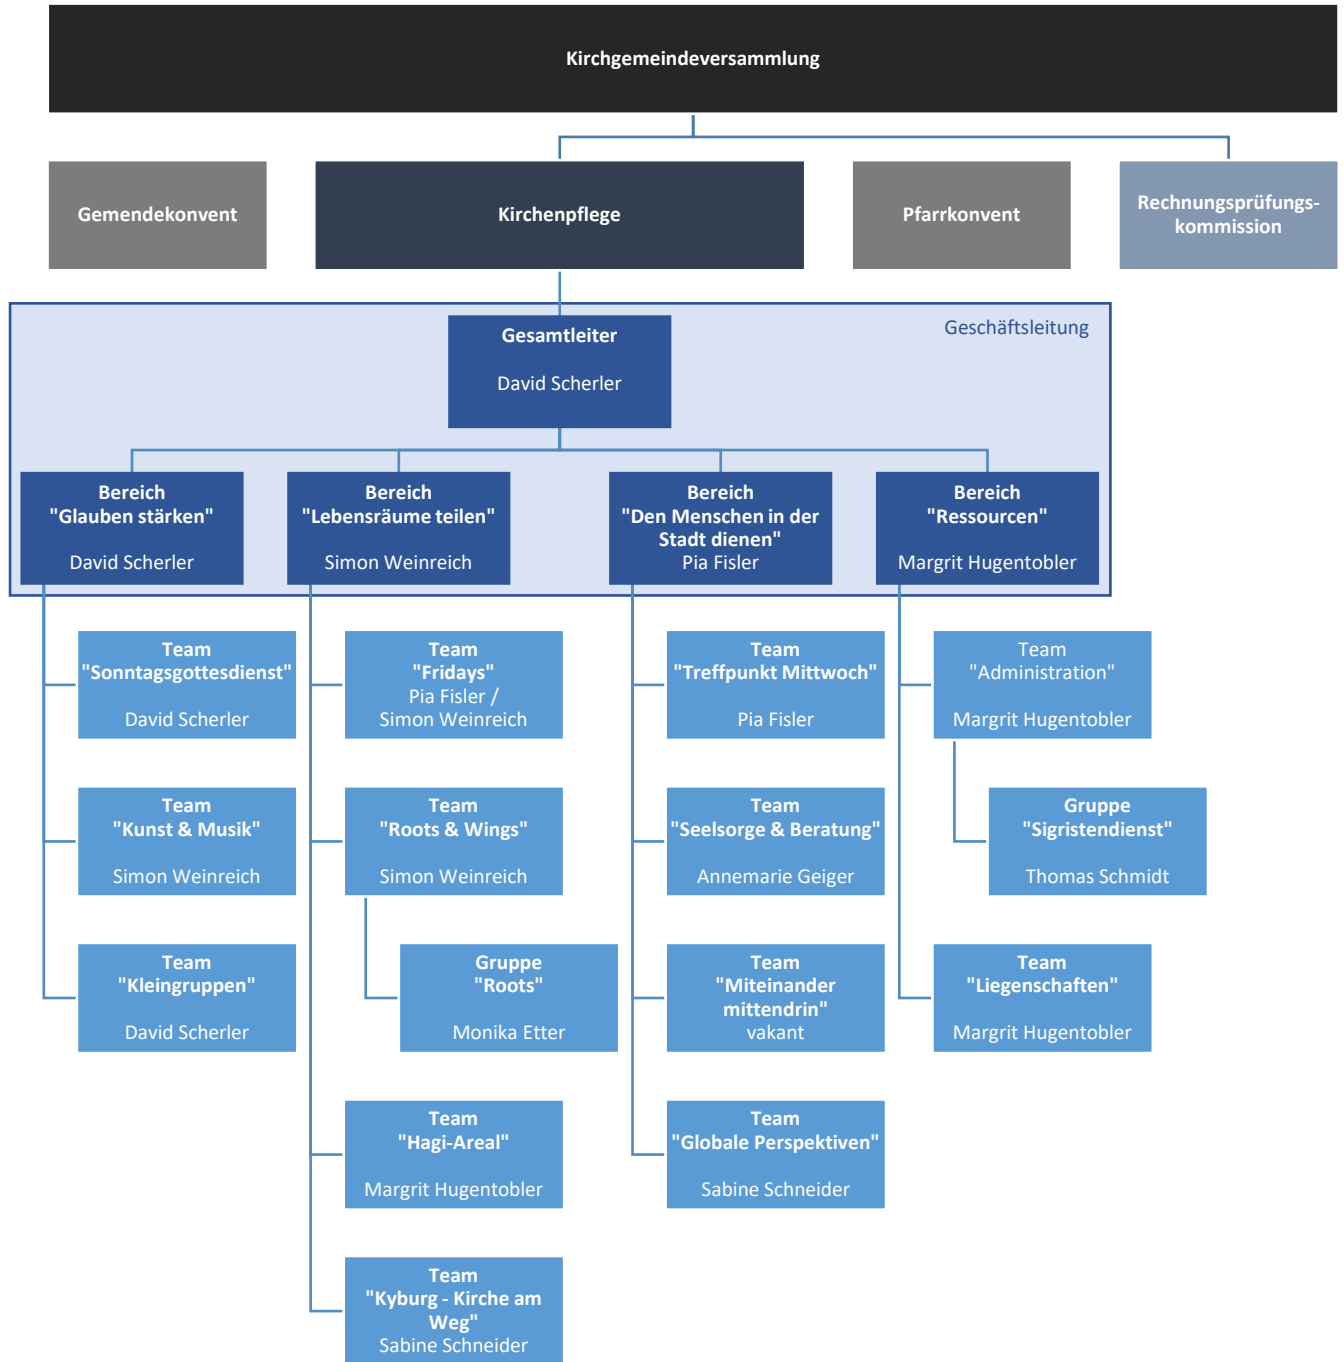 Kirchgemeindeversammlung
Gemendekonvent
Kirchenpflege
Pfarrkonvent
Rechnungsprüfungs-
kommission
Geschäftsleitung
Gesamtleiter
David Scherler
Bereich
"Glauben stärken"
David Scherler
Bereich
"Lebensräume teilen"
Simon Weinreich
Bereich
"Den Menschen in der
Stadt dienen"
Pia Fisler
Bereich
"Ressourcen"
Margrit Hugentobler
Team
"Sonntagsgottesdienst"
David Scherler
Team
"Fridays"
Pia Fisler /
Simon Weinreich
Team
"Treffpunkt Mittwoch"
Pia Fisler
Team
"Administration"
Margrit Hugentobler
Team
"Kunst & Musik"
Simon Weinreich
Team
"Roots & Wings"
Simon Weinreich
Team
"Seelsorge & Beratung"
Annemarie Geiger
Gruppe
"Sigristendienst"
Thomas Schmidt
Team
"Kleingruppen"
David Scherler
Gruppe
"Roots"
Monika Etter
Team
"Miteinander
mittendrin"
vakant
Team
"Liegenschaften"
Margrit Hugentobler
Team
"Hagi-Areal"
Margrit Hugentobler
Team
"Globale Perspektiven"
Sabine Schneider
Team
"Kyburg - Kirche am
Weg"
Sabine Schneider